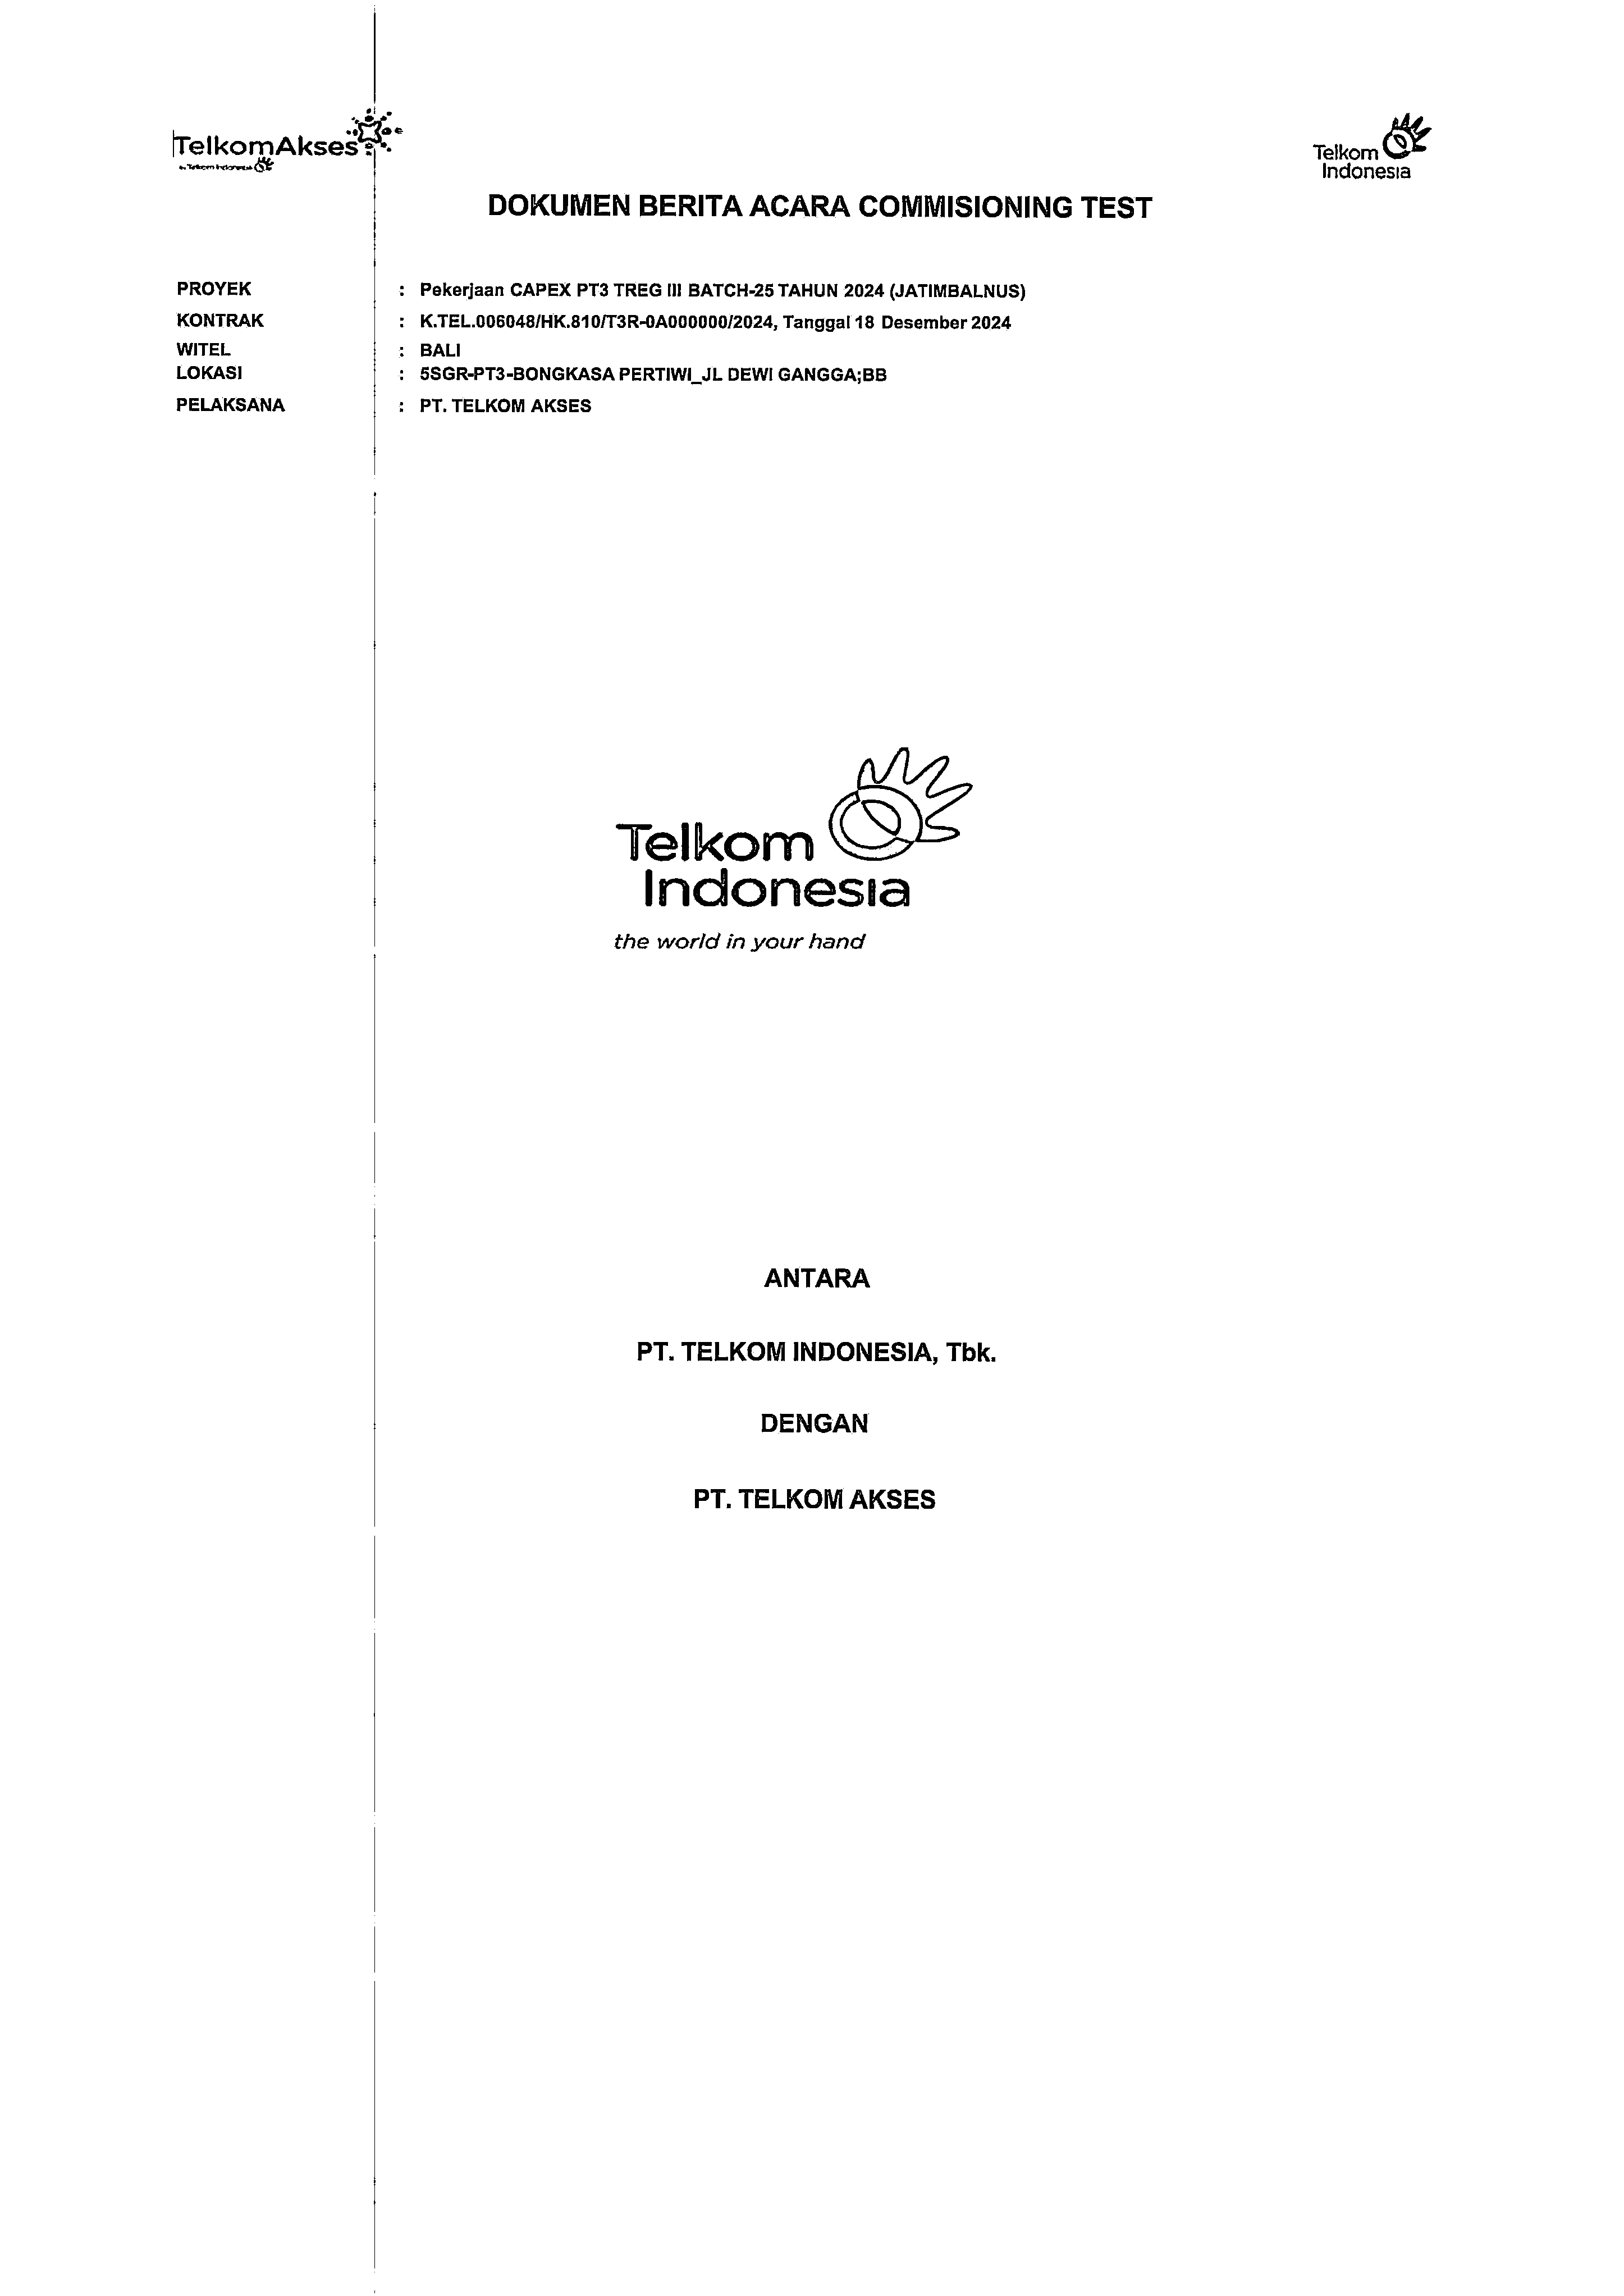 TelkomAkses
by Telkom Indonesia
Telkom
Indonesia
DOKUMEN BERITA ACARA COMMISIONING TEST
PROYEK : Pekerjaan CAPEX PT3 TREG III BATCH-25 TAHUN 2024 (JATIMBALNUS)
KONTRAK : K.TEL.006048/HK.810/T3R-0A000000/2024, Tanggal 18 Desember 2024
WITEL : BALI
LOKASI : 5SGR-PT3-BONGKASA PERTIWI_JL DEWI GANGGA;BB
PELAKSANA : PT. TELKOM AKSES
Telkom
Indonesia
the world in your hand
ANTARA
PT. TELKOM INDONESIA, Tbk.
DENGAN
PT. TELKOM AKSES